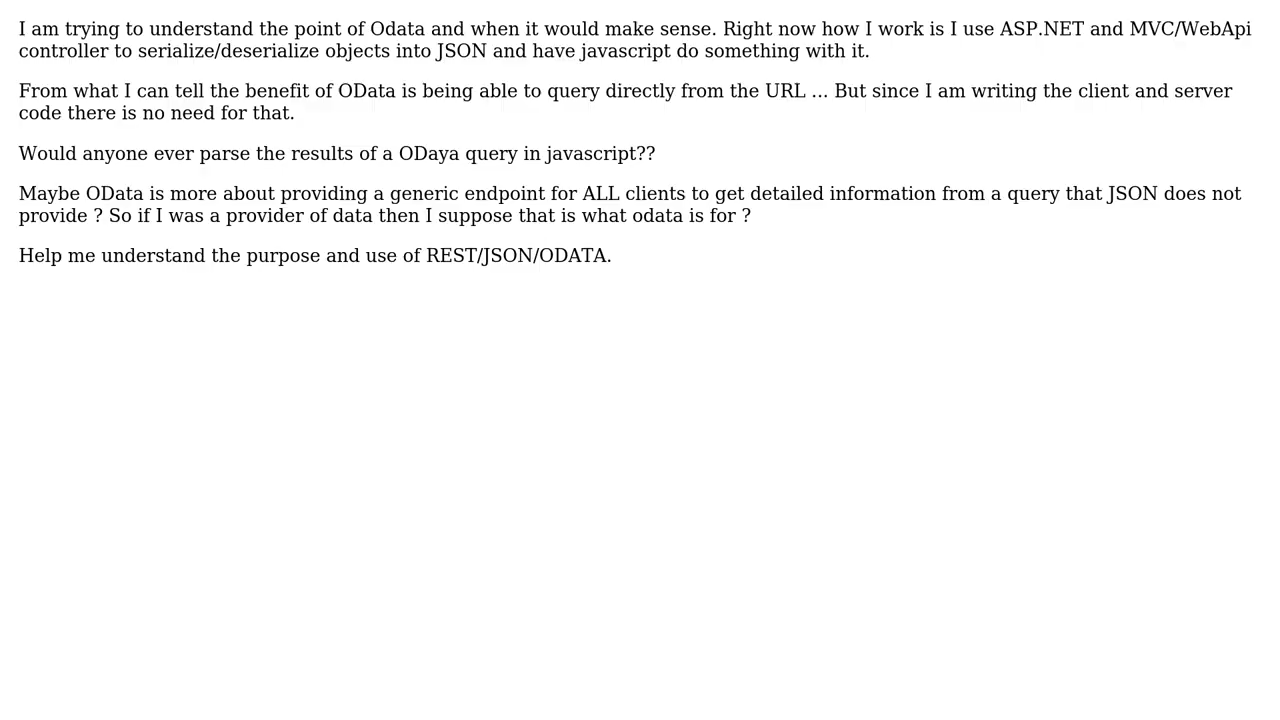 I am trying to understand the point of Odata and when it would make sense. Right now how I work is I use ASP.NET and MVC/WebApi
controller to serialize/deserialize objects into JSON and have javascript do something with it.
From what I can tell the benefit of OData is being able to query directly from the URL ... But since I am writing the client and server
code there is no need for that.
Would anyone ever parse the results of a ODaya query in javascript??
Maybe OData is more about providing a generic endpoint for ALL clients to get detailed information from a query that JSON does not
provide ? So if I was a provider of data then I suppose that is what odata is for ?
Help me understand the purpose and use of REST/JSON/ODATA.